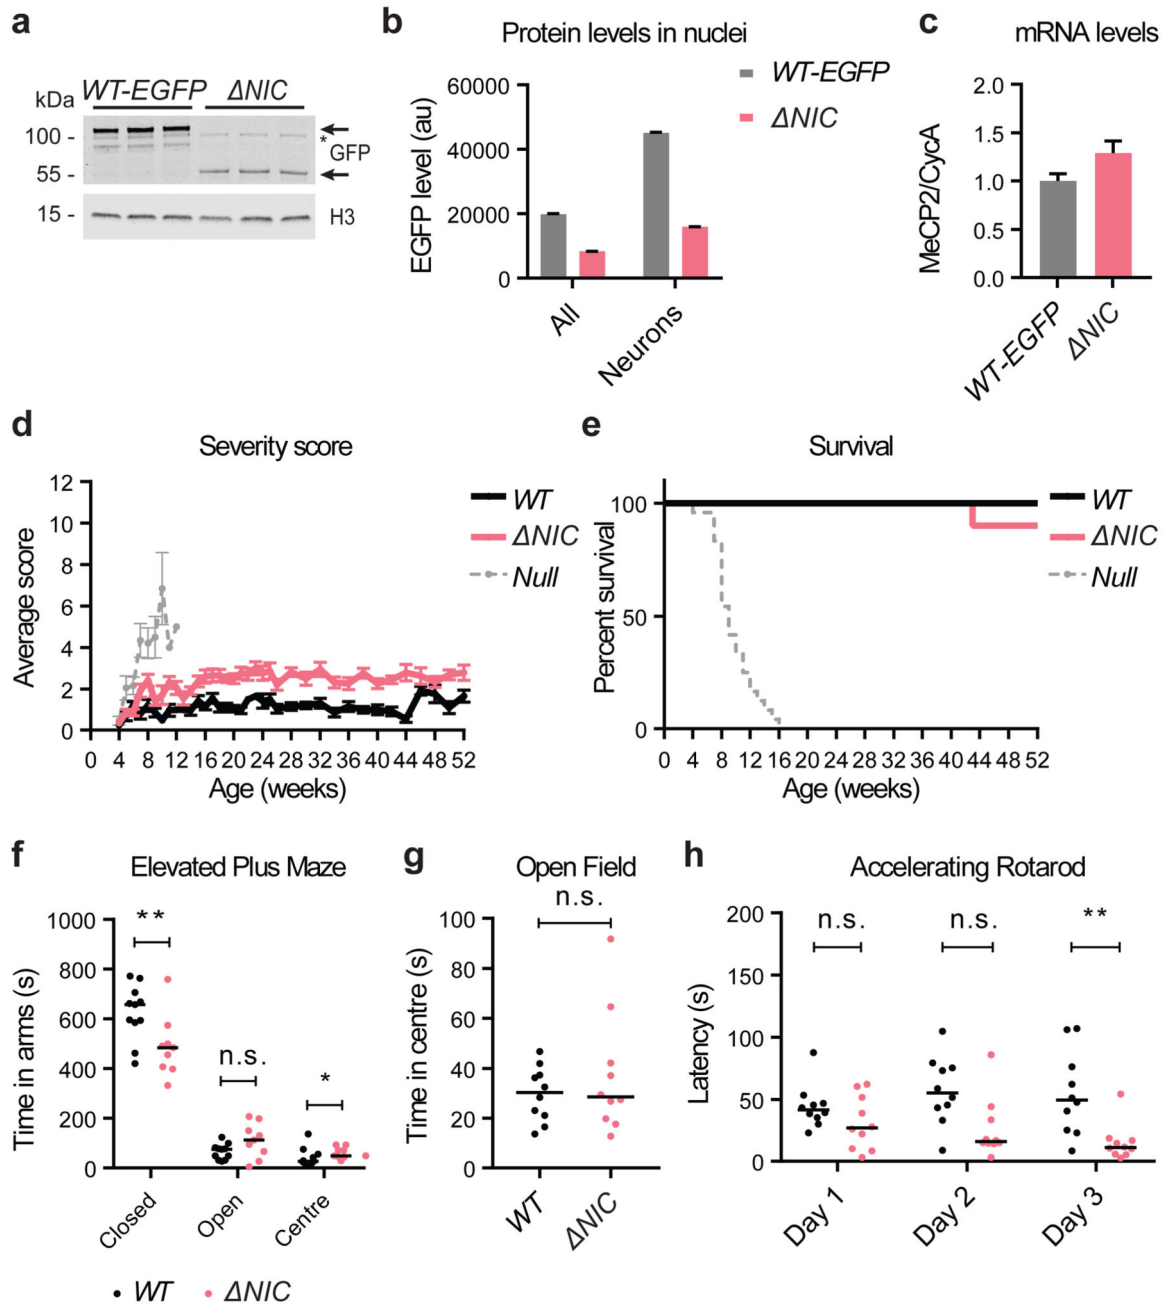 a
kDa
WT-EGFP ΔNIC
100 -
*
GFP
55 -
15 -
H3
b
Protein levels in nuclei
EGFP level (au)
60000
40000
20000
0
All
Neurons
WT-EGFP
ΔNIC
c
mRNA levels
MeCP2/CycA
2.0
1.5
1.0
0.5
0.0
WT-EGFP
ΔNIC
d
Severity score
Average score
12
10
8
6
4
2
0
0 4 8 12 16 20 24 28 32 36 40 44 48 52
Age (weeks)
WT
ΔNIC
Null
e
Survival
Percent survival
100
50
0
0 4 8 12 16 20 24 28 32 36 40 44 48 52
Age (weeks)
WT
ΔNIC
Null
f
Elevated Plus Maze
Time in arms (s)
1000
800
600
400
200
0
**
n.s.
*
Closed
Open
Centre
WT
ΔNIC
g
Open Field
n.s.
Time in centre (s)
100
80
60
40
20
0
WT
ΔNIC
h
Accelerating Rotarod
Latency (s)
200
150
100
50
0
n.s.
n.s.
**
Day 1
Day 2
Day 3